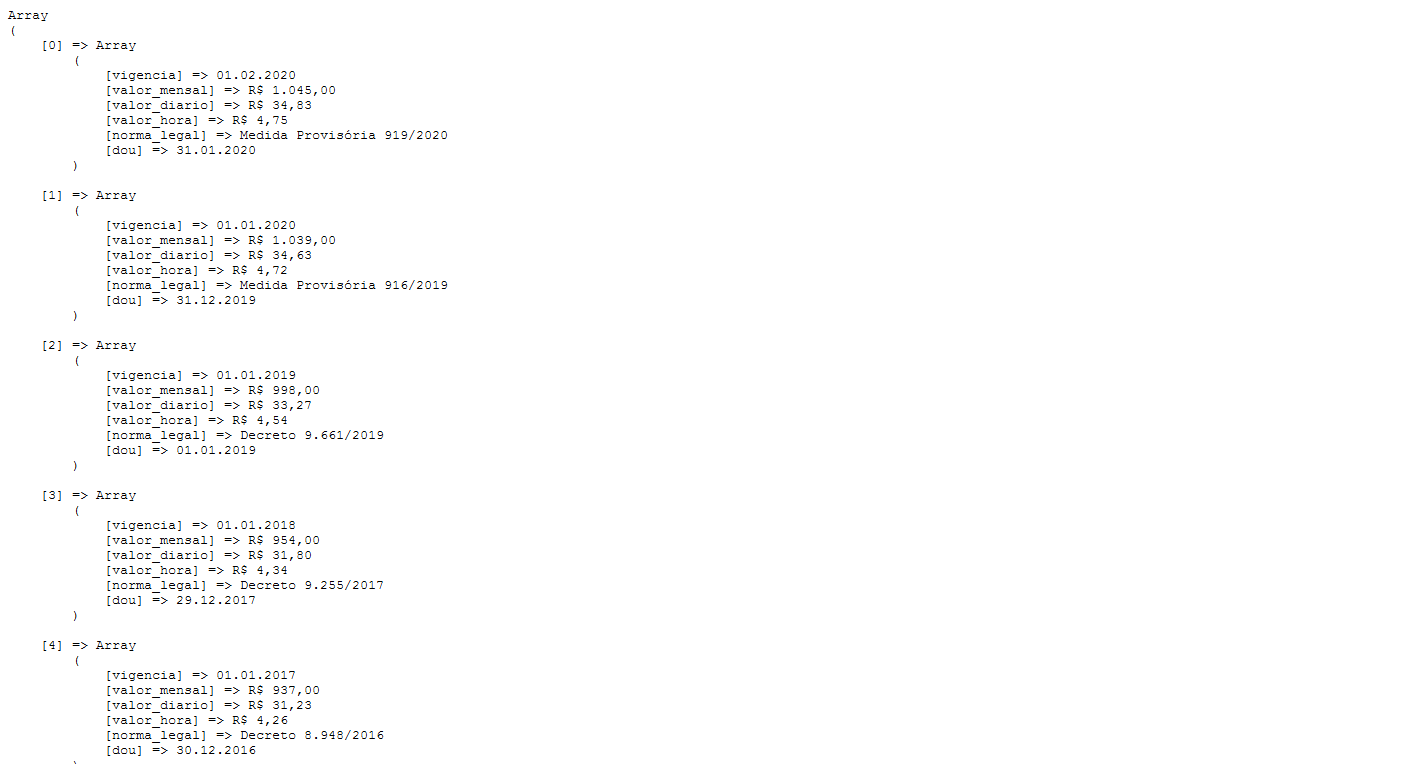 Array
(
    [0] => Array
        (
            [vigencia] => 01.02.2020
            [valor_mensal] => R$ 1.045,00
            [valor_diario] => R$ 34,83
            [valor_hora] => R$ 4,75
            [norma_legal] => Medida Provisória 919/2020
            [dou] => 31.01.2020
        )
    [1] => Array
        (
            [vigencia] => 01.01.2020
            [valor_mensal] => R$ 1.039,00
            [valor_diario] => R$ 34,63
            [valor_hora] => R$ 4,72
            [norma_legal] => Medida Provisória 916/2019
            [dou] => 31.12.2019
        )
    [2] => Array
        (
            [vigencia] => 01.01.2019
            [valor_mensal] => R$ 998,00
            [valor_diario] => R$ 33,27
            [valor_hora] => R$ 4,54
            [norma_legal] => Decreto 9.661/2019
            [dou] => 01.01.2019
        )
    [3] => Array
        (
            [vigencia] => 01.01.2018
            [valor_mensal] => R$ 954,00
            [valor_diario] => R$ 31,80
            [valor_hora] => R$ 4,34
            [norma_legal] => Decreto 9.255/2017
            [dou] => 29.12.2017
        )
    [4] => Array
        (
            [vigencia] => 01.01.2017
            [valor_mensal] => R$ 937,00
            [valor_diario] => R$ 31,23
            [valor_hora] => R$ 4,26
            [norma_legal] => Decreto 8.948/2016
            [dou] => 30.12.2016
        )